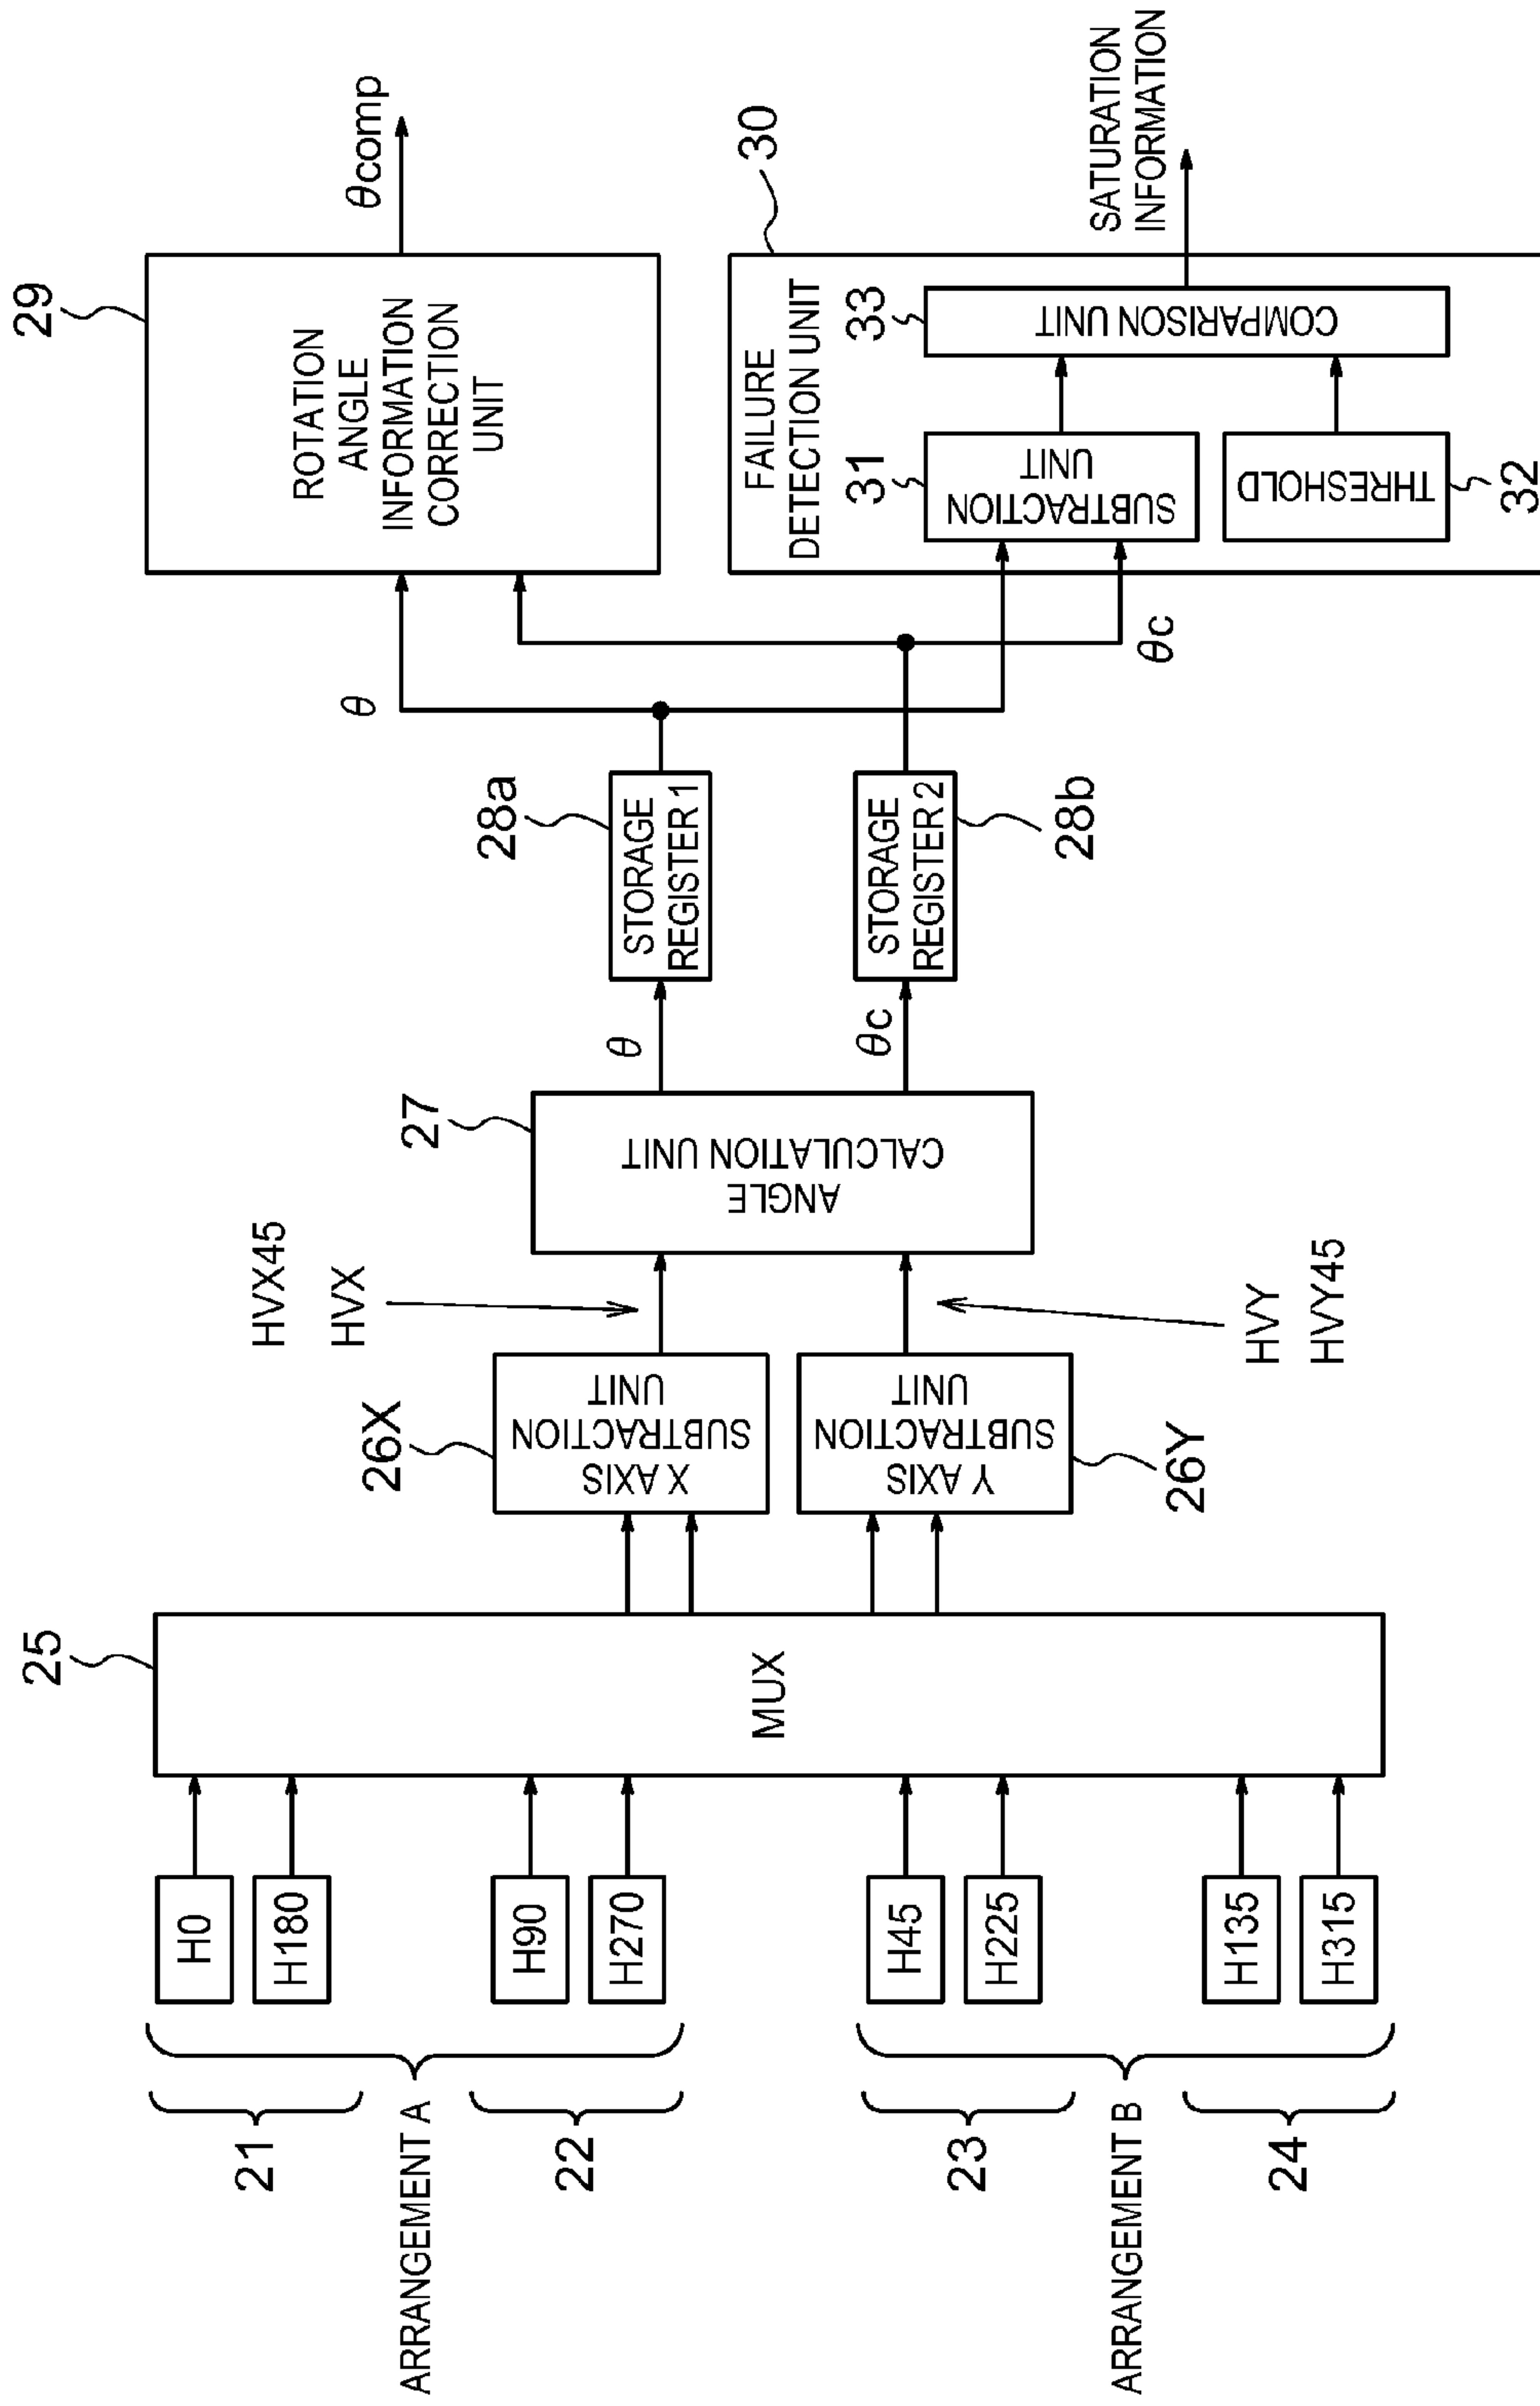 21
ARRANGEMENT A
22
23
ARRANGEMENT B
24
H0
H180
H90
H270
H45
H225
H135
H315
25
MUX
26X
X AXIS
SUBTRACTION
UNIT
26Y
Y AXIS
SUBTRACTION
UNIT
HVX45
HVX
HVY
HVY45
27
ANGLE
CALCULATION UNIT
θ
θc
28a
STORAGE
REGISTER 1
STORAGE
REGISTER 2
28b
θ
θc
29
ROTATION
ANGLE
INFORMATION
CORRECTION
UNIT
θcomp
30
FAILURE
DETECTION UNIT
31
SUBTRACTION
UNIT
THRESHOLD
32
33
COMPARISON UNIT
SATURATION
INFORMATION